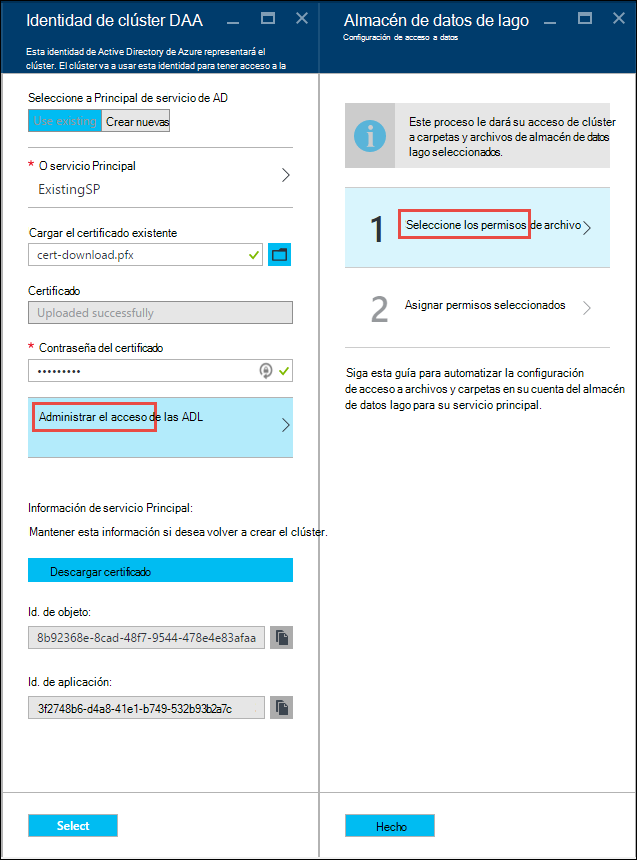 Identidad de clúster DAA
Esta identidad de Active Directory de Azure representará el
clúster. El clúster va a usar esta identidad para tener acceso a la
Seleccione a Principal de servicio de AD
Use existing Crear nuevas
* O servicio Principal
ExistingSP
Cargar el certificado existente
cert-download.pfx
Certificado
Uploaded successfully
* Contraseña del certificado
•••••••••
Administrar el acceso de las ADL
Información de servicio Principal:
Mantener esta información si desea volver a crear el clúster.
Descargar certificado
Id. de objeto:
8b92368e-8cad-48f7-9544-478e4e83afaa
Id. de aplicación:
3f2748b6-d4a8-41e1-b749-532b93b2a7c
Select
Almacén de datos de lago
Configuración de acceso a datos
Este proceso le dará su acceso de clúster
a carpetas y archivos de almacén de datos
lago seleccionados.
1 Seleccione los permisos de archivo
2 Asignar permisos seleccionados
Siga esta guía para automatizar la configuración
de acceso a archivos y carpetas en su cuenta del almacén
de datos lago para su servicio principal.
Hecho